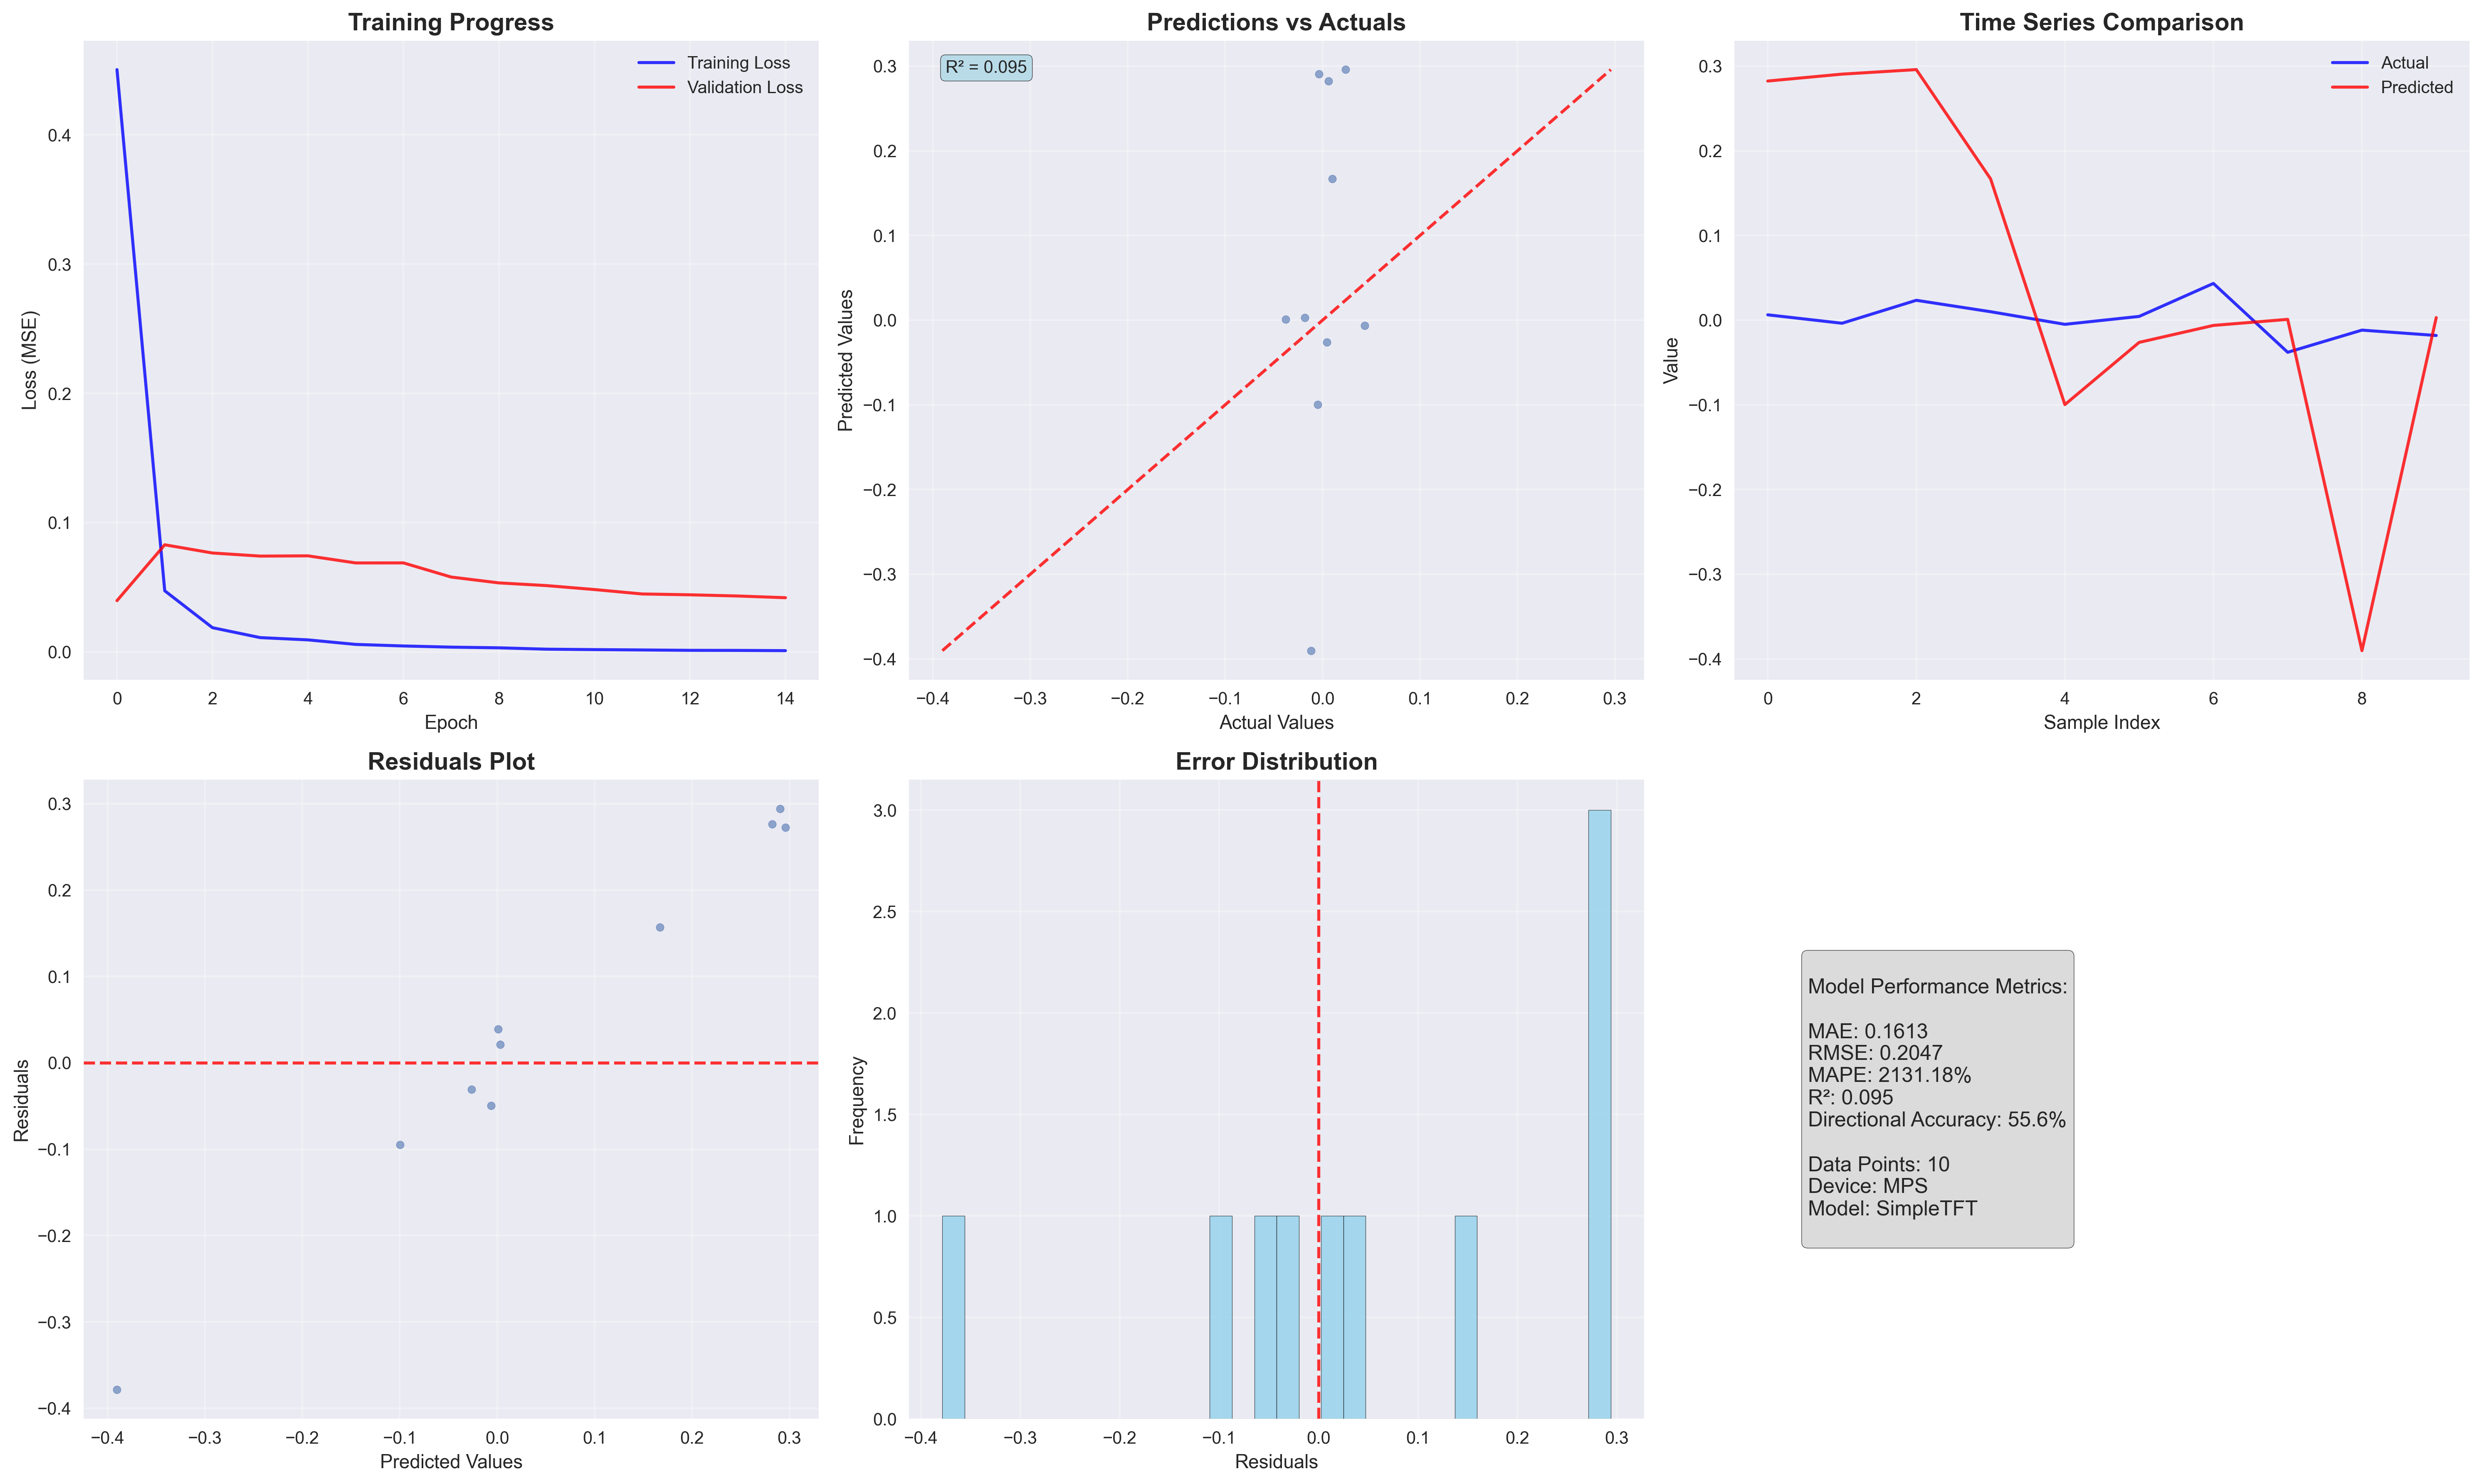 Training Progress
Training Loss
Validation Loss
Loss (MSE)
0.4
0.3
0.2
0.1
0.0
0 2 4 6 8 10 12 14
Epoch
Predictions vs Actuals
R² = 0.095
Predicted Values
0.3
0.2
0.1
0.0
−0.1
−0.2
−0.3
−0.4
−0.4 −0.3 −0.2 −0.1 0.0 0.1 0.2 0.3
Actual Values
Time Series Comparison
Actual
Predicted
Value
0.3
0.2
0.1
0.0
−0.1
−0.2
−0.3
−0.4
0 2 4 6 8
Sample Index
Residuals Plot
Residuals
0.3
0.2
0.1
0.0
−0.1
−0.2
−0.3
−0.4
−0.4 −0.3 −0.2 −0.1 0.0 0.1 0.2 0.3
Predicted Values
Error Distribution
Frequency
3.0
2.5
2.0
1.5
1.0
0.5
0.0
−0.4 −0.3 −0.2 −0.1 0.0 0.1 0.2 0.3
Residuals
Model Performance Metrics:
MAE: 0.1613
RMSE: 0.2047
MAPE: 2131.18%
R²: 0.095
Directional Accuracy: 55.6%
Data Points: 10
Device: MPS
Model: SimpleTFT